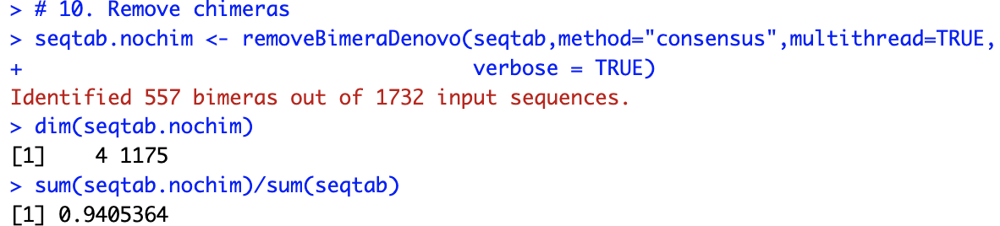 > # 10. Remove chimeras
> seqtab.nochim <- removeBimeraDenovo(seqtab,method="consensus",multithread=TRUE,
+                                      verbose = TRUE)
Identified 557 bimeras out of 1732 input sequences.
> dim(seqtab.nochim)
[1]    4 1175
> sum(seqtab.nochim)/sum(seqtab)
[1] 0.9405364